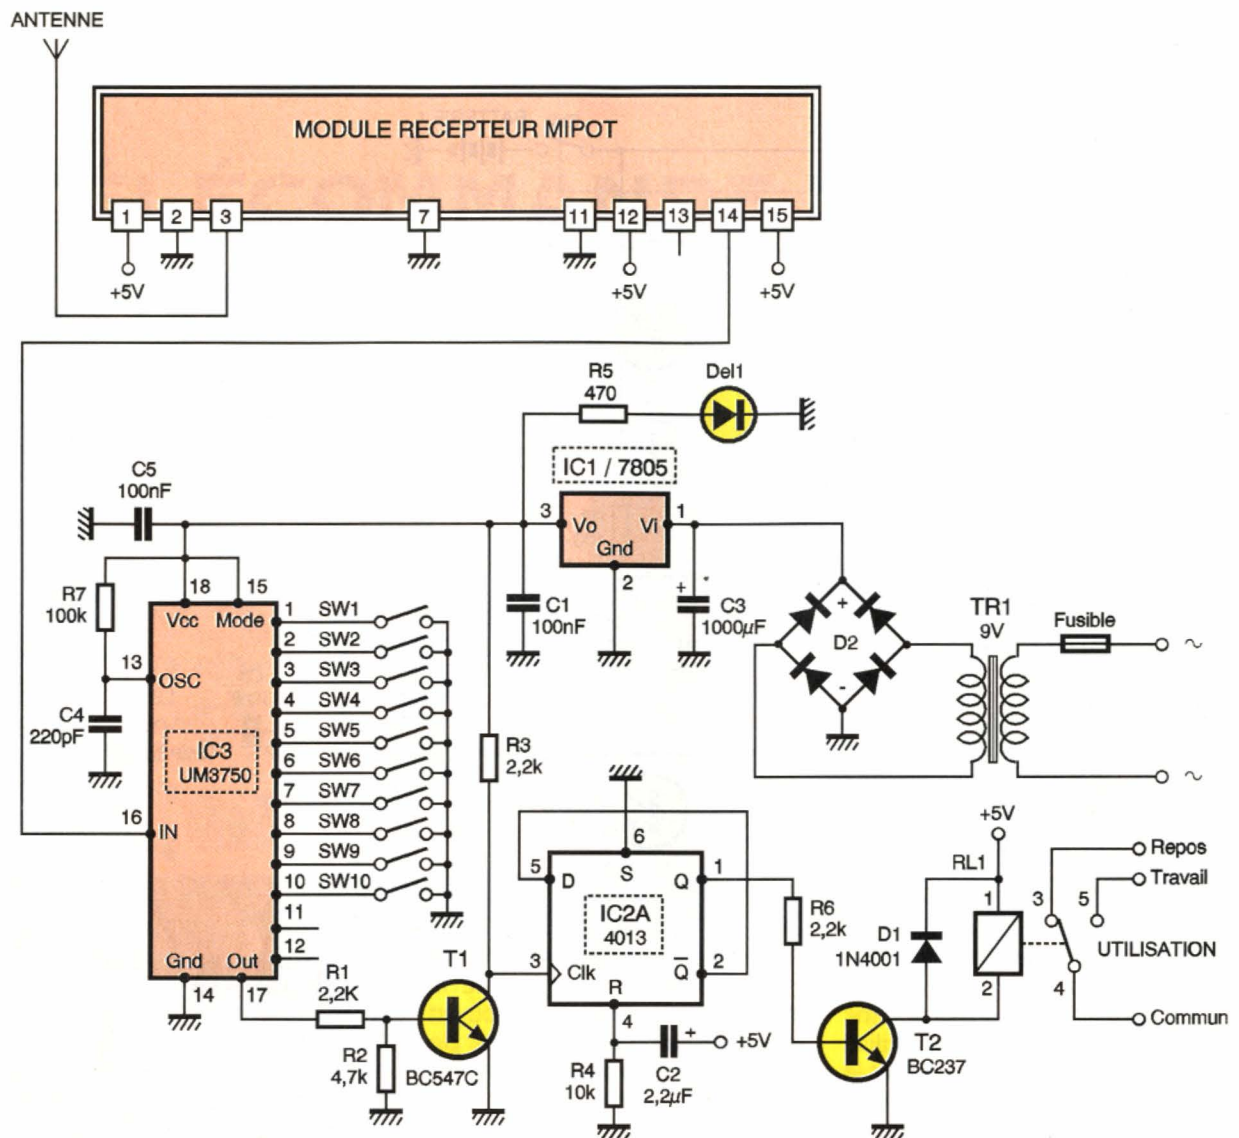 ANTENNE
MODULE RECEPTEUR MIPOT
1 2 3 7 11 12 13 14 15
+5V +5V +5V
R5
470
Del1
IC1 / 7805
C5
100nF
3 Vo Vi 1
Gnd
2
R7
100k
18 15
Vcc Mode
C1
100nF
+
C3
1000µF
+
D2
-
TR1
9V
Fusible
~
~
1 SW1
2 SW2
3 SW3
4 SW4
5 SW5
6 SW6
7 SW7
8 SW8
9 SW9
10 SW10
11
12
13
OSC
C4
220pF
IC3
UM3750
16
IN
Gnd Out
14 17
R3
2,2k
R1
2,2K
T1
R2
4,7k
BC547C
6
S
5 D
Q 1
IC2A
4013
3 Clk
Q 2
R
4
+
+5V
R4
10k
C2
2,2µF
R6
2,2k
D1
1N4001
T2
BC237
+5V
RL1
1
2
3
5
4
Repos
Travail
UTILISATION
Commun